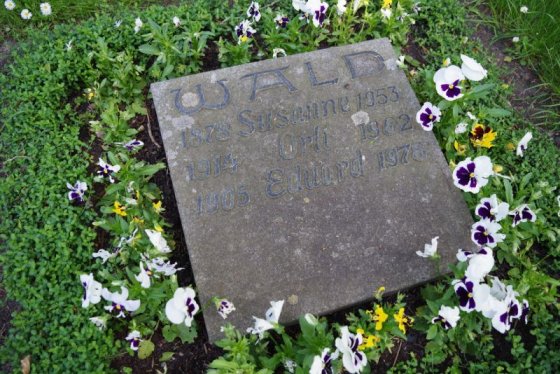 WALD
1878 Susanne 1953
1914 Orli 1962
1905 Eduard 1978